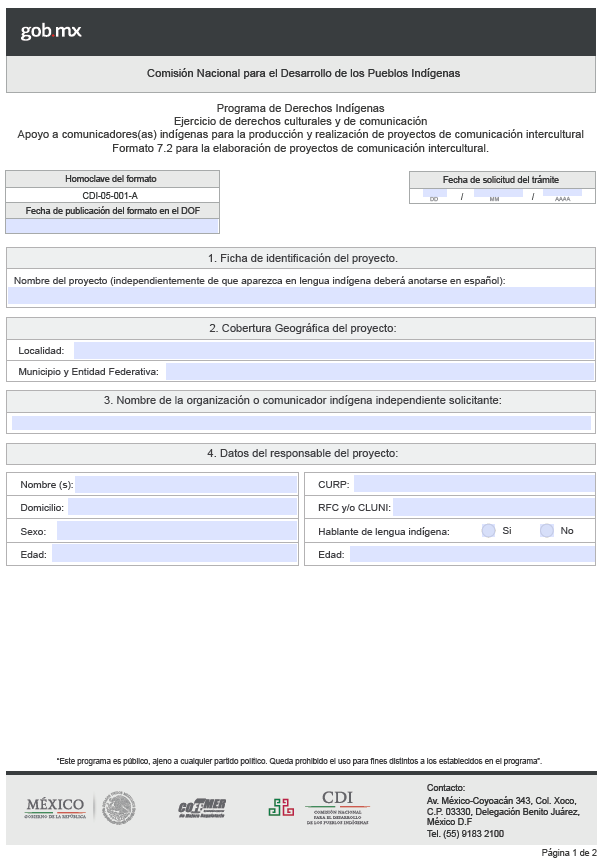 gob.mx
Comisión Nacional para el Desarrollo de los Pueblos Indígenas
Programa de Derechos Indígenas
Ejercicio de derechos culturales y de comunicación
Apoyo a comunicadores(as) indígenas para la producción y realización de proyectos de comunicación intercultural
Formato 7.2 para la elaboración de proyectos de comunicación intercultural.
Homoclave del formato
CDI-05-001-A
Fecha de publicación del formato en el DOF
Fecha de solicitud del trámite
/ /
DD MM AAAA
1. Ficha de identificación del proyecto.
Nombre del proyecto (independientemente de que aparezca en lengua indígena deberá anotarse en español):
2. Cobertura Geográfica del proyecto:
Localidad:
Municipio y Entidad Federativa:
3. Nombre de la organización o comunicador indígena independiente solicitante:
4. Datos del responsable del proyecto:
Nombre (s):
Domicilio:
Sexo:
Edad:
CURP:
RFC y/o CLUNI:
Hablante de lengua indígena: Si No
Edad:
"Este programa es público, ajeno a cualquier partido político. Queda prohibido el uso para fines distintos a los establecidos en el programa".
MÉXICO
GOBIERNO DE LA REPÚBLICA
COFEMER
de Mejora Regulatoria
CDI
COMISIÓN NACIONAL
PARA EL DESARROLLO
DE LOS PUEBLOS INDÍGENAS
Contacto:
Av. México-Coyoacán 343, Col. Xoco,
C.P. 03330, Delegación Benito Juárez,
México D.F
Tel. (55) 9183 2100
Página 1 de 2